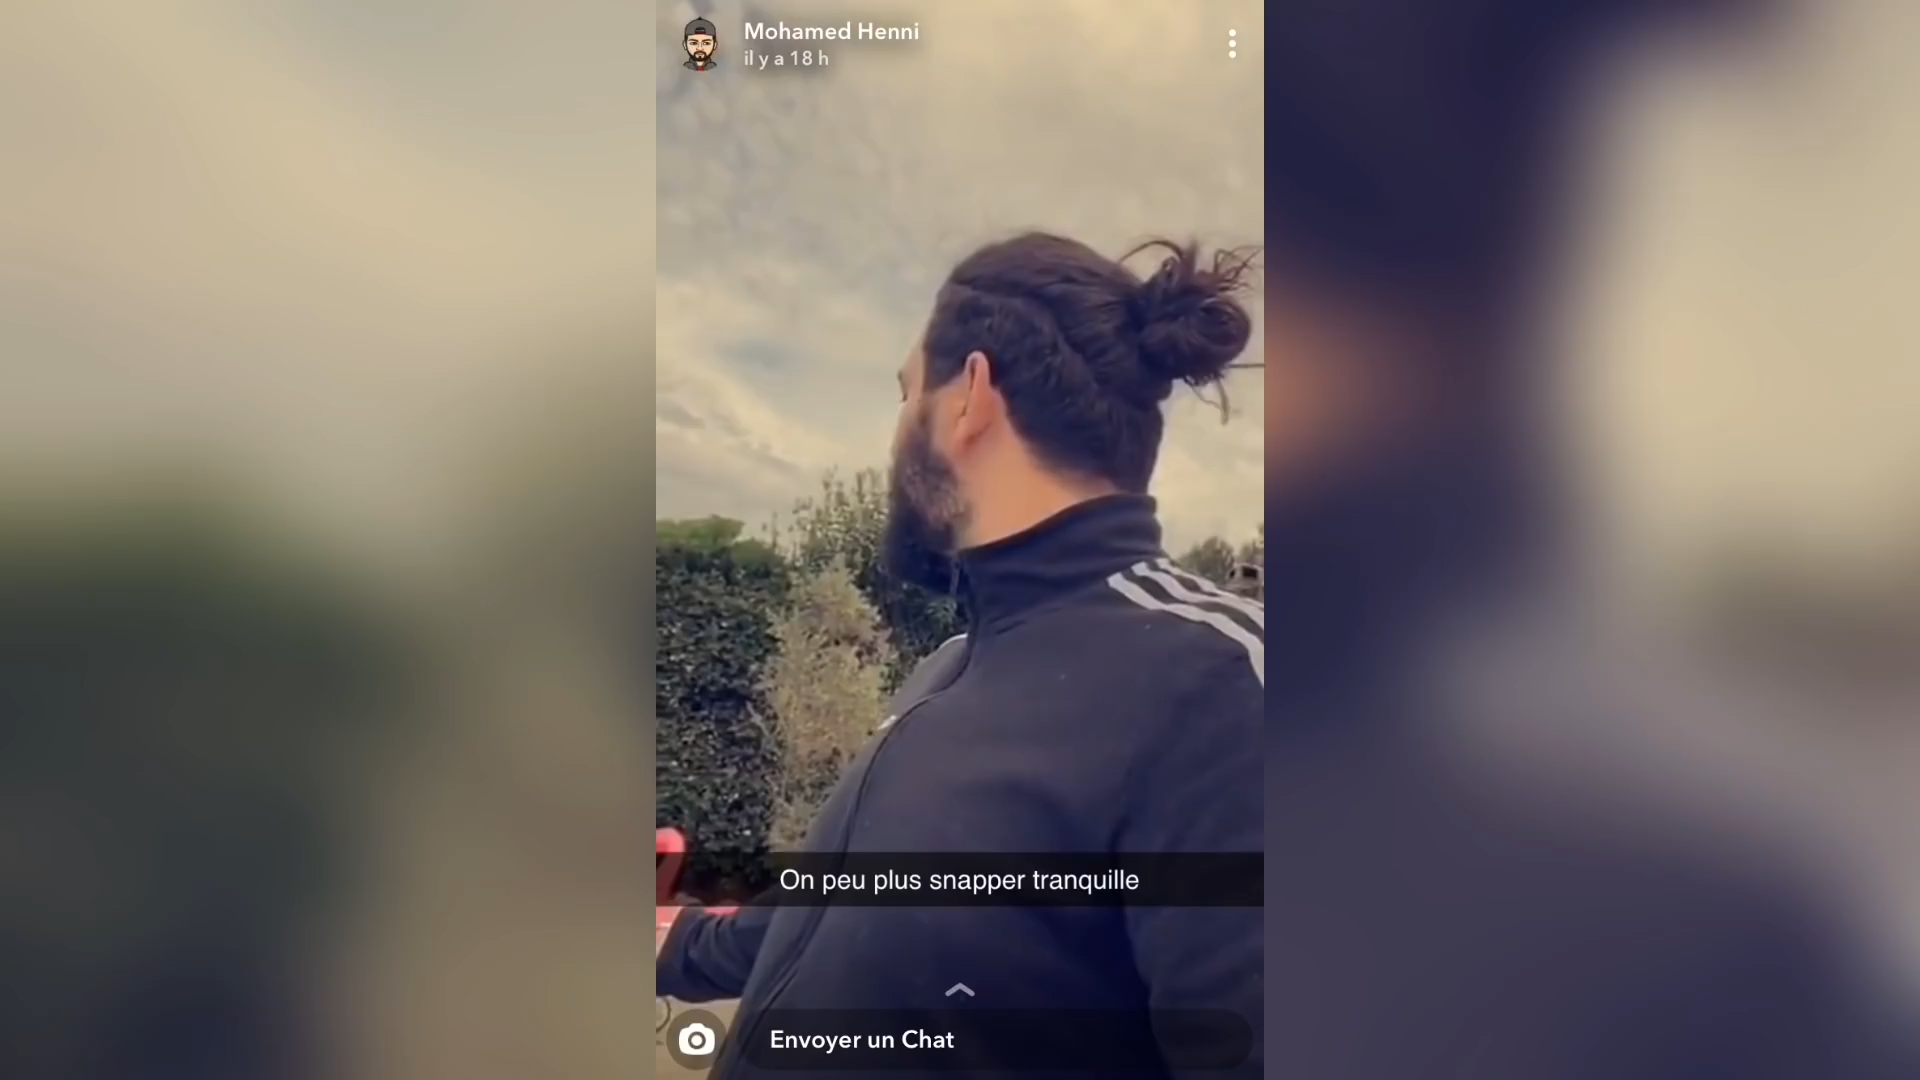 Mohamed Henni
il y a 18 h
On peu plus snapper tranquille
Envoyer un Chat